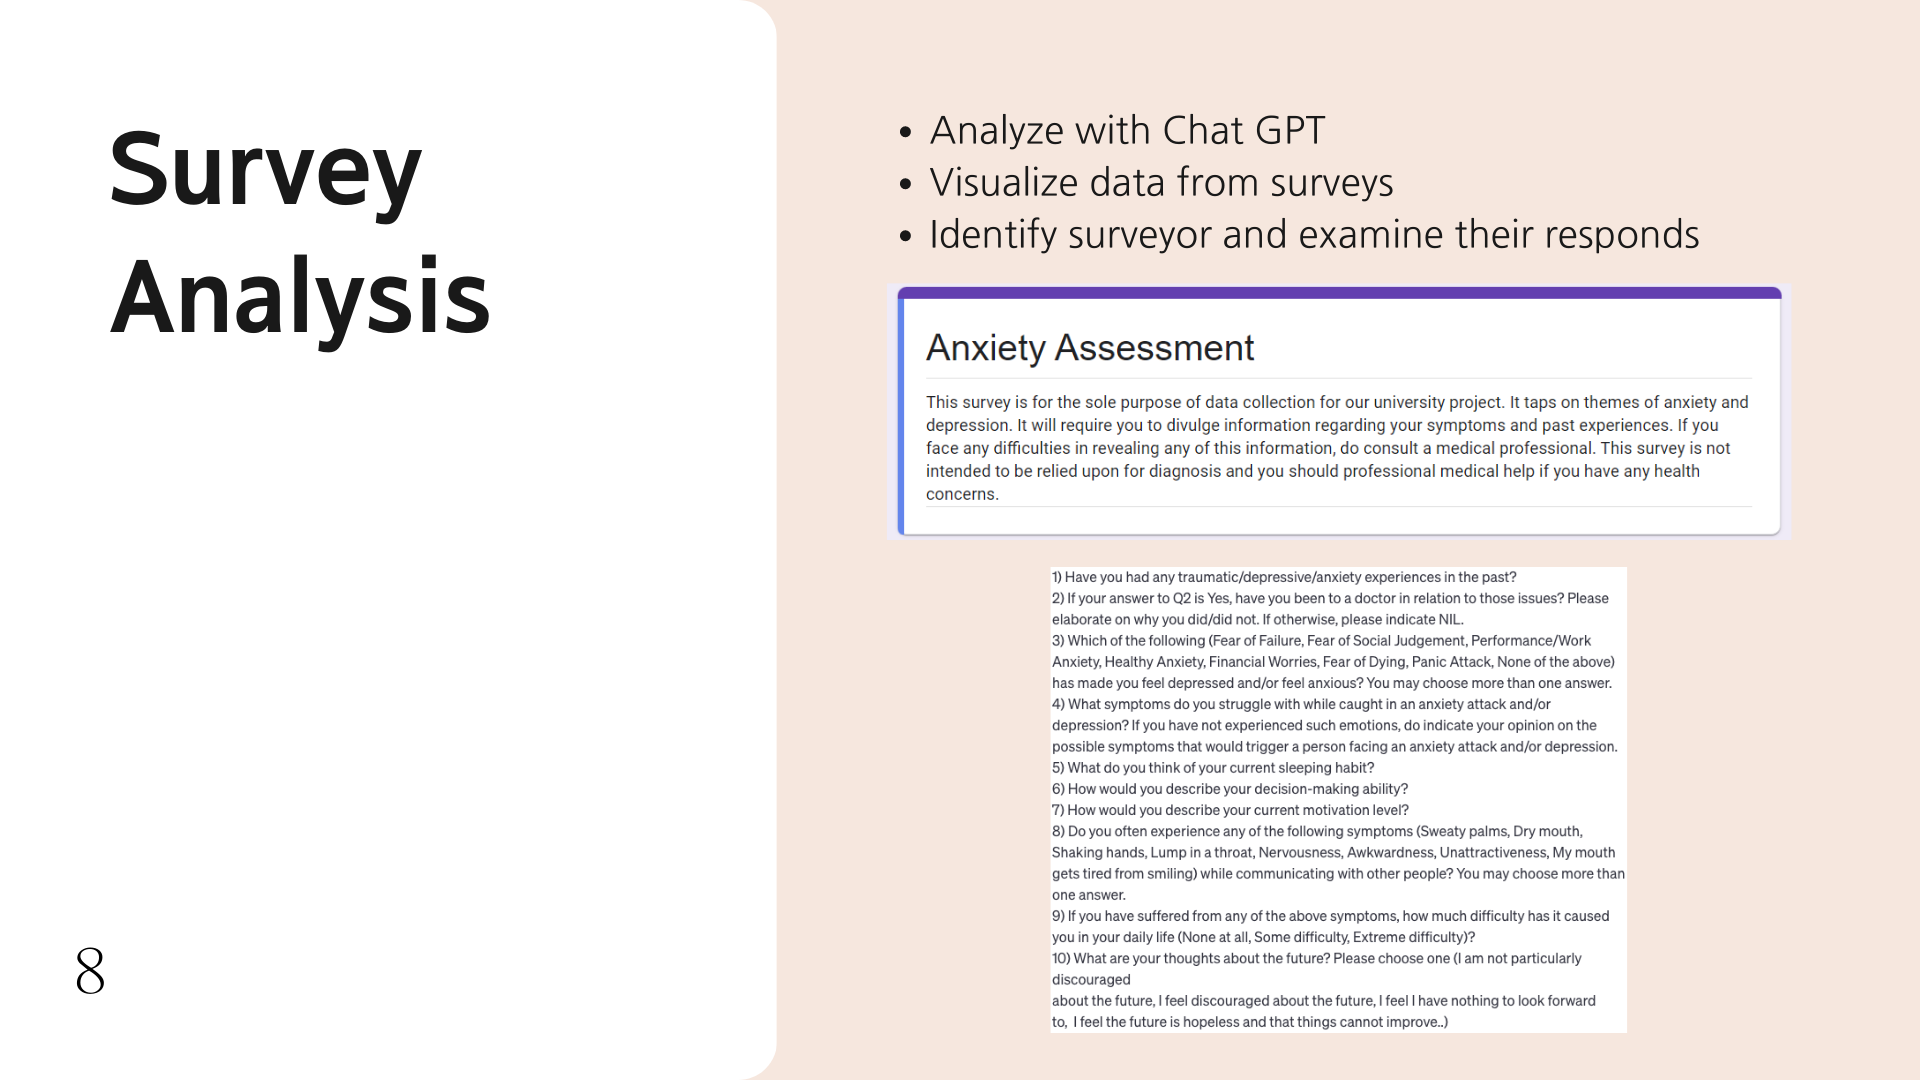 Survey
Analysis
8
• Analyze with Chat GPT
• Visualize data from surveys
• Identify surveyor and examine their responds
Anxiety Assessment
This survey is for the sole purpose of data collection for our university project. It taps on themes of anxiety and
depression. It will require you to divulge information regarding your symptoms and past experiences. If you
face any difficulties in revealing any of this information, do consult a medical professional. This survey is not
intended to be relied upon for diagnosis and you should professional medical help if you have any health
concerns.
1) Have you had any traumatic/depressive/anxiety experiences in the past?
2) If your answer to Q2 is Yes, have you been to a doctor in relation to those issues? Please
elaborate on why you did/did not. If otherwise, please indicate NIL.
3) Which of the following (Fear of Failure, Fear of Social Judgement, Performance/Work
Anxiety, Healthy Anxiety, Financial Worries, Fear of Dying, Panic Attack, None of the above)
has made you feel depressed and/or feel anxious? You may choose more than one answer.
4) What symptoms do you struggle with while caught in an anxiety attack and/or
depression? If you have not experienced such emotions, do indicate your opinion on the
possible symptoms that would trigger a person facing an anxiety attack and/or depression.
5) What do you think of your current sleeping habit?
6) How would you describe your decision-making ability?
7) How would you describe your current motivation level?
8) Do you often experience any of the following symptoms (Sweaty palms, Dry mouth,
Shaking hands, Lump in a throat, Nervousness, Awkwardness, Unattractiveness, My mouth
gets tired from smiling) while communicating with other people? You may choose more than
one answer.
9) If you have suffered from any of the above symptoms, how much difficulty has it caused
you in your daily life (None at all, Some difficulty, Extreme difficulty)?
10) What are your thoughts about the future? Please choose one (I am not particularly
discouraged
about the future, I feel discouraged about the future, I feel I have nothing to look forward
to, I feel the future is hopeless and that things cannot improve..)